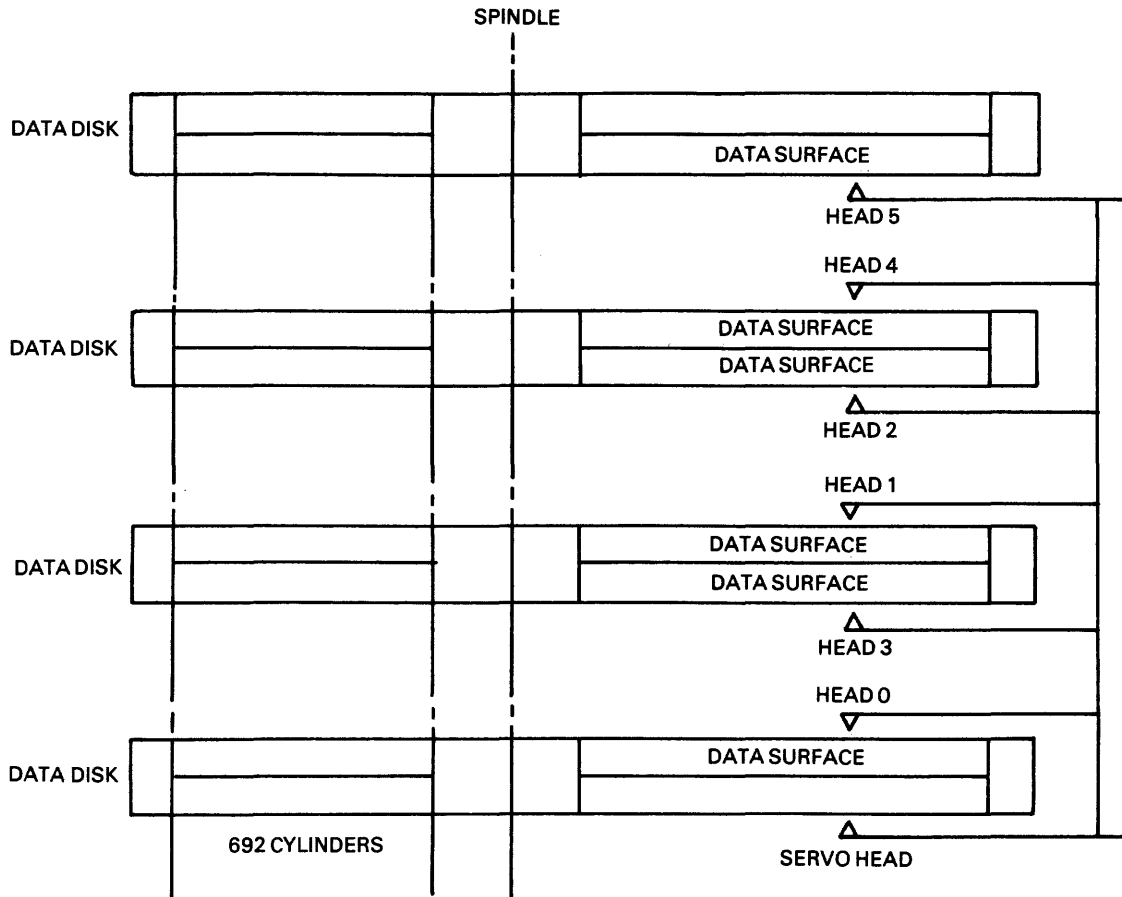 SPINDLE
DATA DISK
DATA SURFACE
HEAD 5
HEAD 4
DATA DISK
DATA SURFACE
DATA SURFACE
HEAD 2
HEAD 1
DATA DISK
DATA SURFACE
DATA SURFACE
HEAD 3
HEAD 0
DATA DISK
DATA SURFACE
692 CYLINDERS
SERVO HEAD